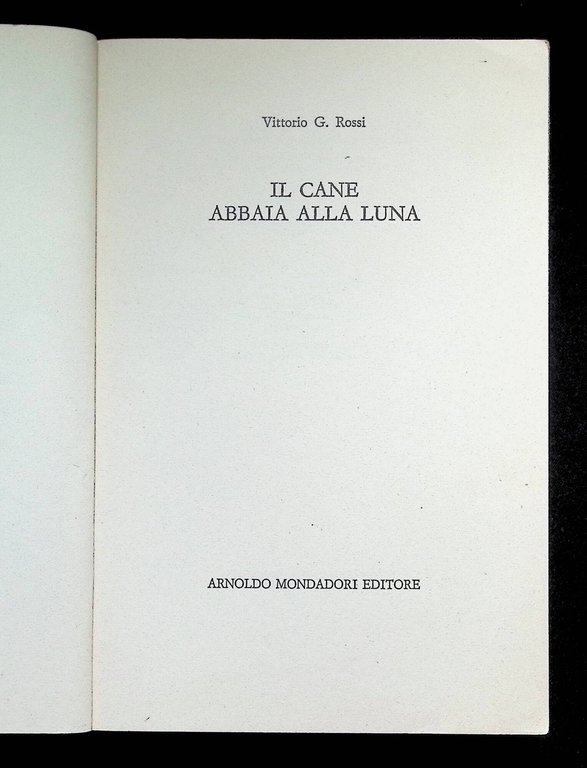 Vittorio G. Rossi
IL CANE
ABBAIA ALLA LUNA
ARNOLDO MONDADORI EDITORE